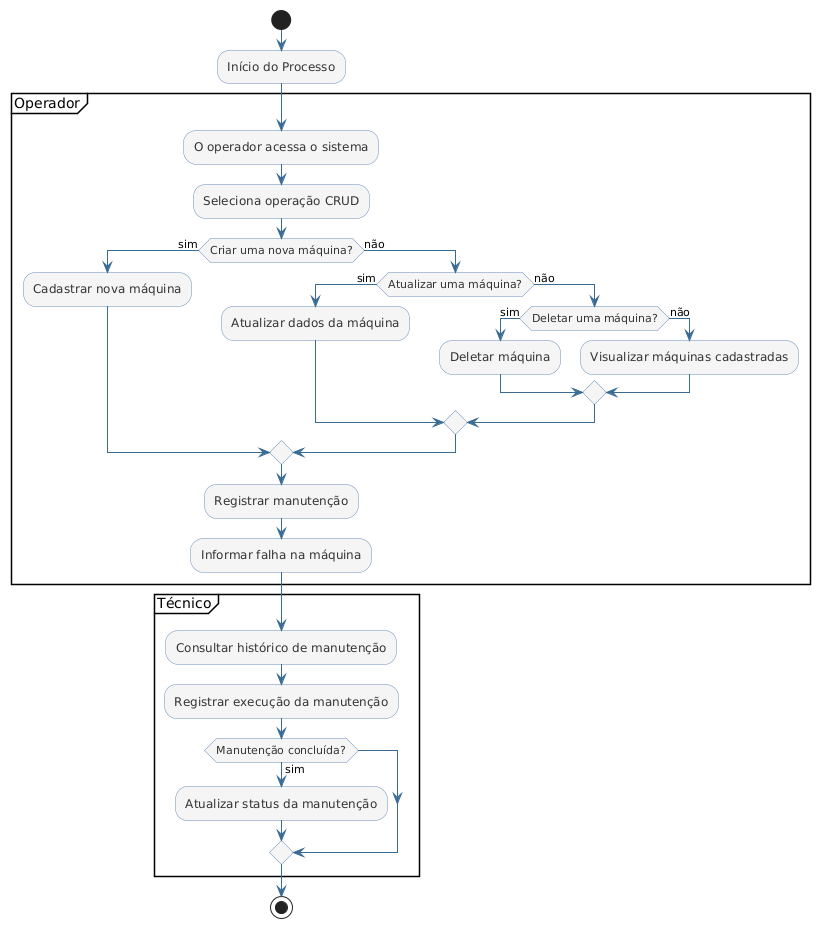 Início do Processo
Operador
O operador acessa o sistema
Seleciona operação CRUD
sim
Criar uma nova máquina?
não
Cadastrar nova máquina
sim
Atualizar uma máquina?
não
Atualizar dados da máquina
sim
Deletar uma máquina?
não
Deletar máquina
Visualizar máquinas cadastradas
Registrar manutenção
Informar falha na máquina
Técnico
Consultar histórico de manutenção
Registrar execução da manutenção
Manutenção concluída?
sim
Atualizar status da manutenção